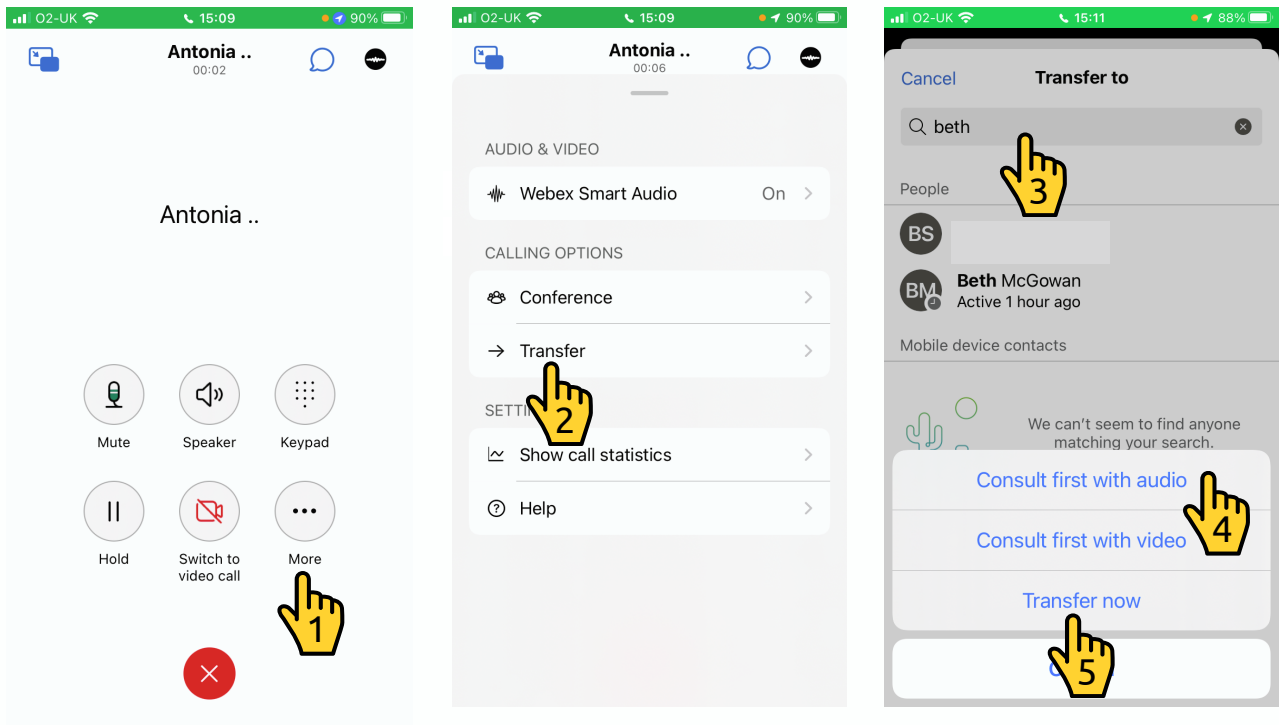 O2-UK
15:09
90%
Antonia ..
00:02
Antonia ..
Mute
Speaker
Keypad
Hold
Switch to
video call
More
1
O2-UK
15:09
90%
Antonia ..
00:06
AUDIO & VIDEO
Webex Smart Audio
On
CALLING OPTIONS
Conference
Transfer
2
Show call statistics
Help
O2-UK
15:11
88%
Cancel
Transfer to
beth
3
People
BS
BM
Beth McGowan
Active 1 hour ago
Mobile device contacts
We can't seem to find anyone
matching your search.
Consult first with audio
4
Consult first with video
Transfer now
5